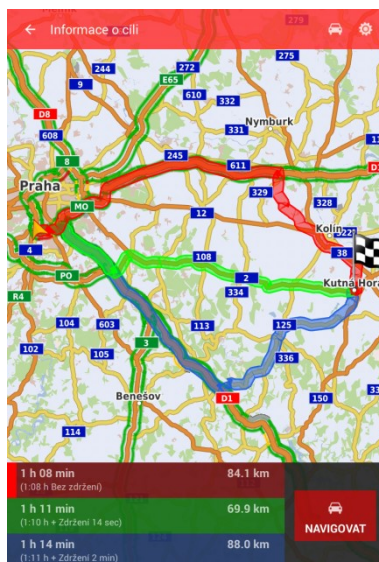 Informace o cíli
279
275
272
244
E65
9
610
332
D8
331
Nymburk
608
8
245
611
Praha
329
MO
328
12
Kolín
322
38
4
108
Kutná Hora
PO
2
334
R4
104
603
113
125
3
102
105
336
D1
Benešov
150
114
1 h 08 min 84.1 km
(1:08 h Bez zdržení)
1 h 11 min 69.9 km
(1:10 h + Zdržení 14 sec)
NAVIGOVAT
1 h 14 min 88.0 km
(1:11 h + Zdržení 2 min)